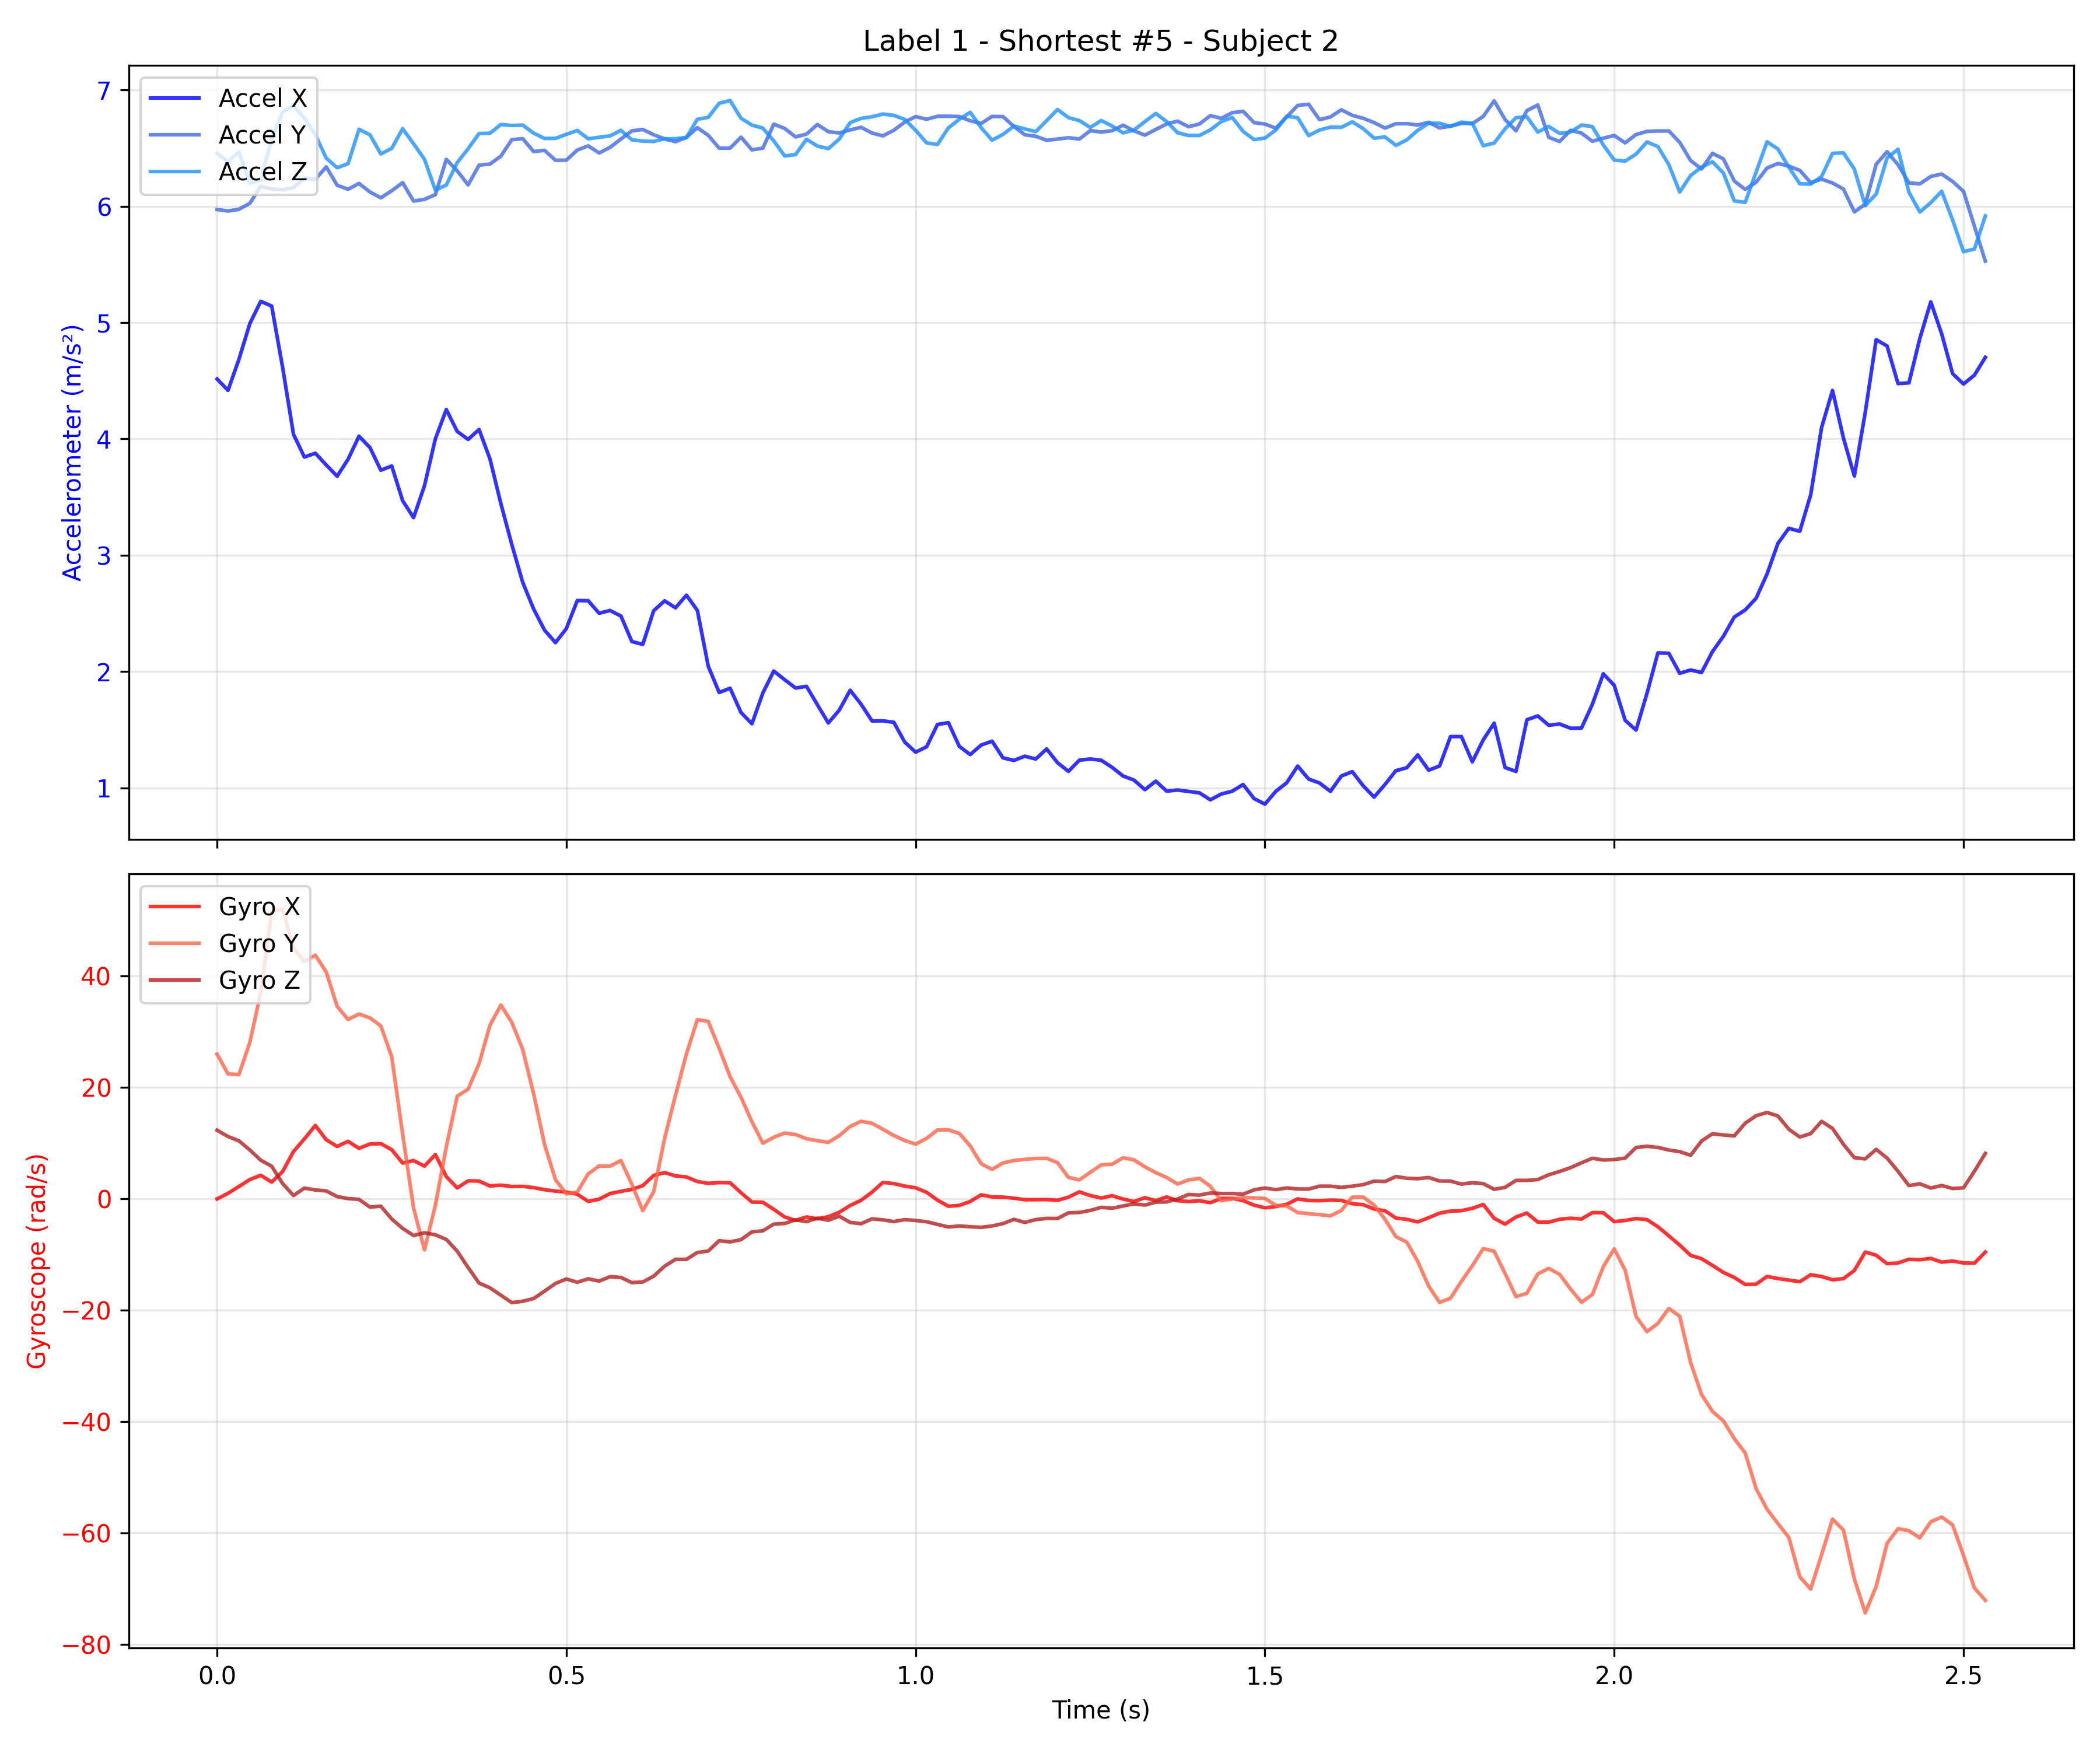 Label 1 - Shortest #5 - Subject 2
Accel X
Accel Y
Accel Z
7
6
5
4
3
2
1
Accelerometer (m/s²)
Gyro X
Gyro Y
Gyro Z
40
20
0
−20
−40
−60
−80
Gyroscope (rad/s)
0.0 0.5 1.0 1.5 2.0 2.5
Time (s)